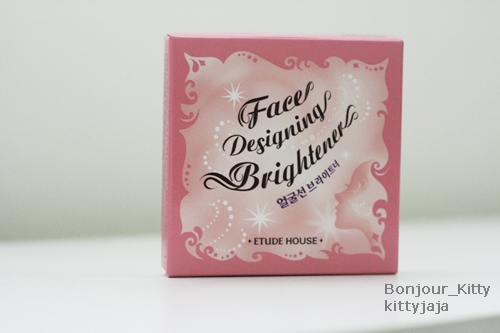 Face
Designing
Brightener
얼굴선 브라이트너
• ETUDE HOUSE •
Bonjour_Kitty
kittyjaja